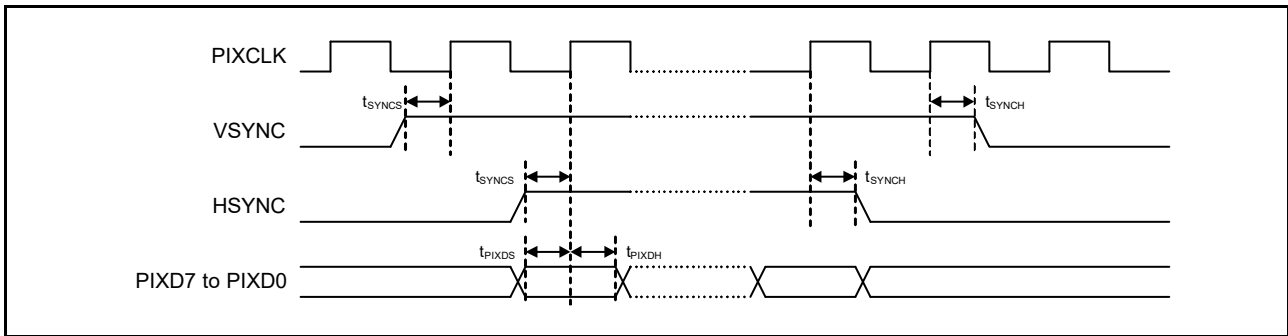 PIXCLK
tSYNCS tSYNCH
VSYNC
tSYNCS tSYNCH
HSYNC
tPIXDS tPIXDH
PIXD7 to PIXD0